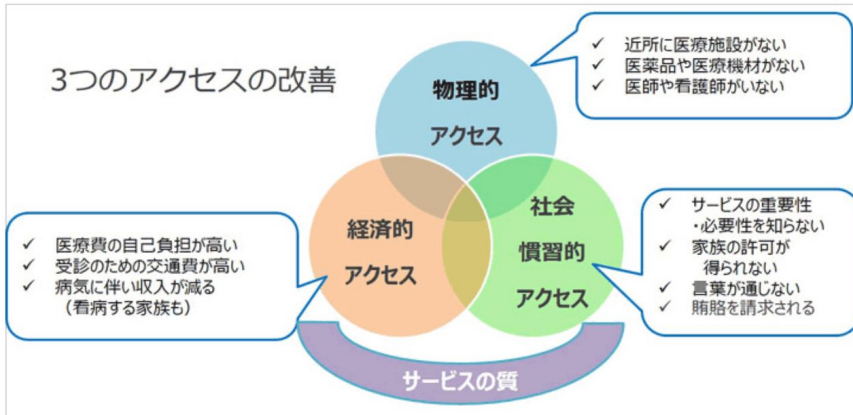 3つのアクセスの改善
物理的
アクセス
✓ 近所に医療施設がない
✓ 医薬品や医療機材がない
✓ 医師や看護師がいない
経済的
アクセス
✓ 医療費の自己負担が高い
✓ 受診のための交通費が高い
✓ 病気に伴い収入が減る
(看病する家族も)
社会
慣習的
アクセス
✓ サービスの重要性
・必要性を知らない
✓ 家族の許可が
得られない
✓ 言葉が通じない
✓ 賄賂を請求される
サービスの質